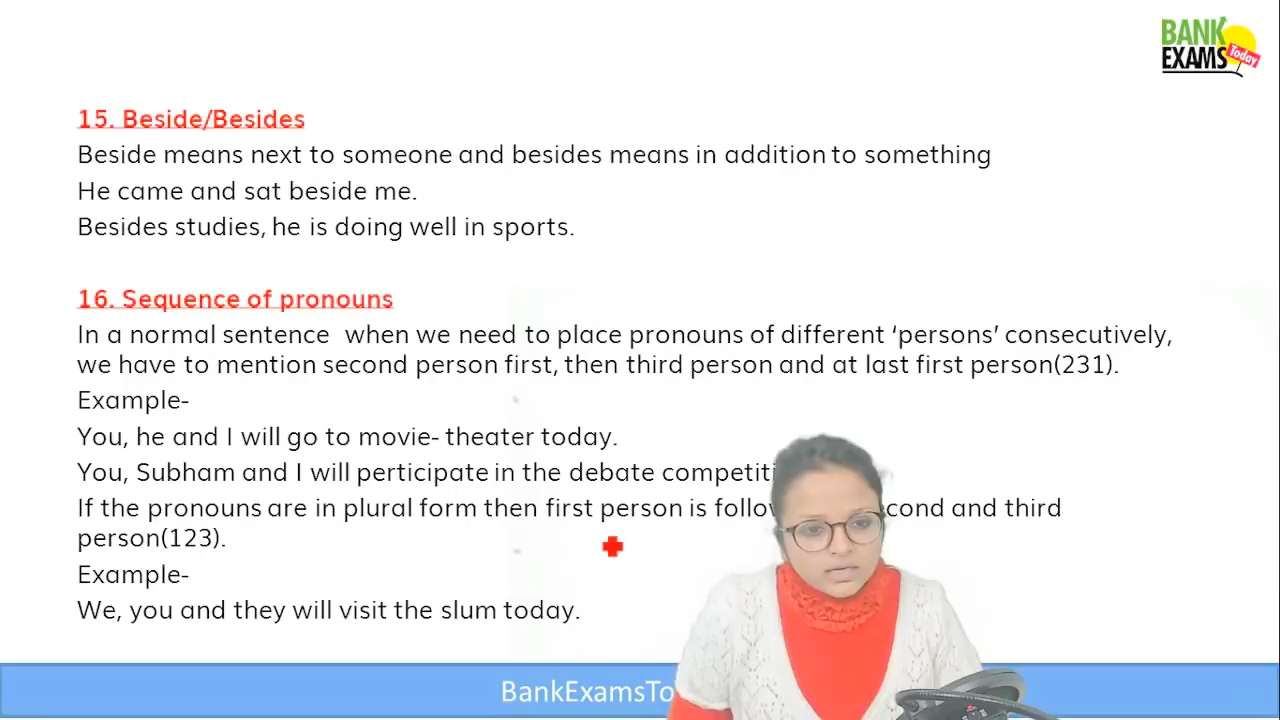 BANK
EXAMS
Today
15. Beside/Besides
Beside means next to someone and besides means in addition to something
He came and sat beside me.
Besides studies, he is doing well in sports.
16. Sequence of pronouns
In a normal sentence when we need to place pronouns of different ‘persons’ consecutively,
we have to mention second person first, then third person and at last first person(231).
Example-
You, he and I will go to movie- theater today.
You, Subham and I will perticipate in the debate
If the pronouns are in plural form then first person is and third
person(123).
Example-
We, you and they will visit the slum today.